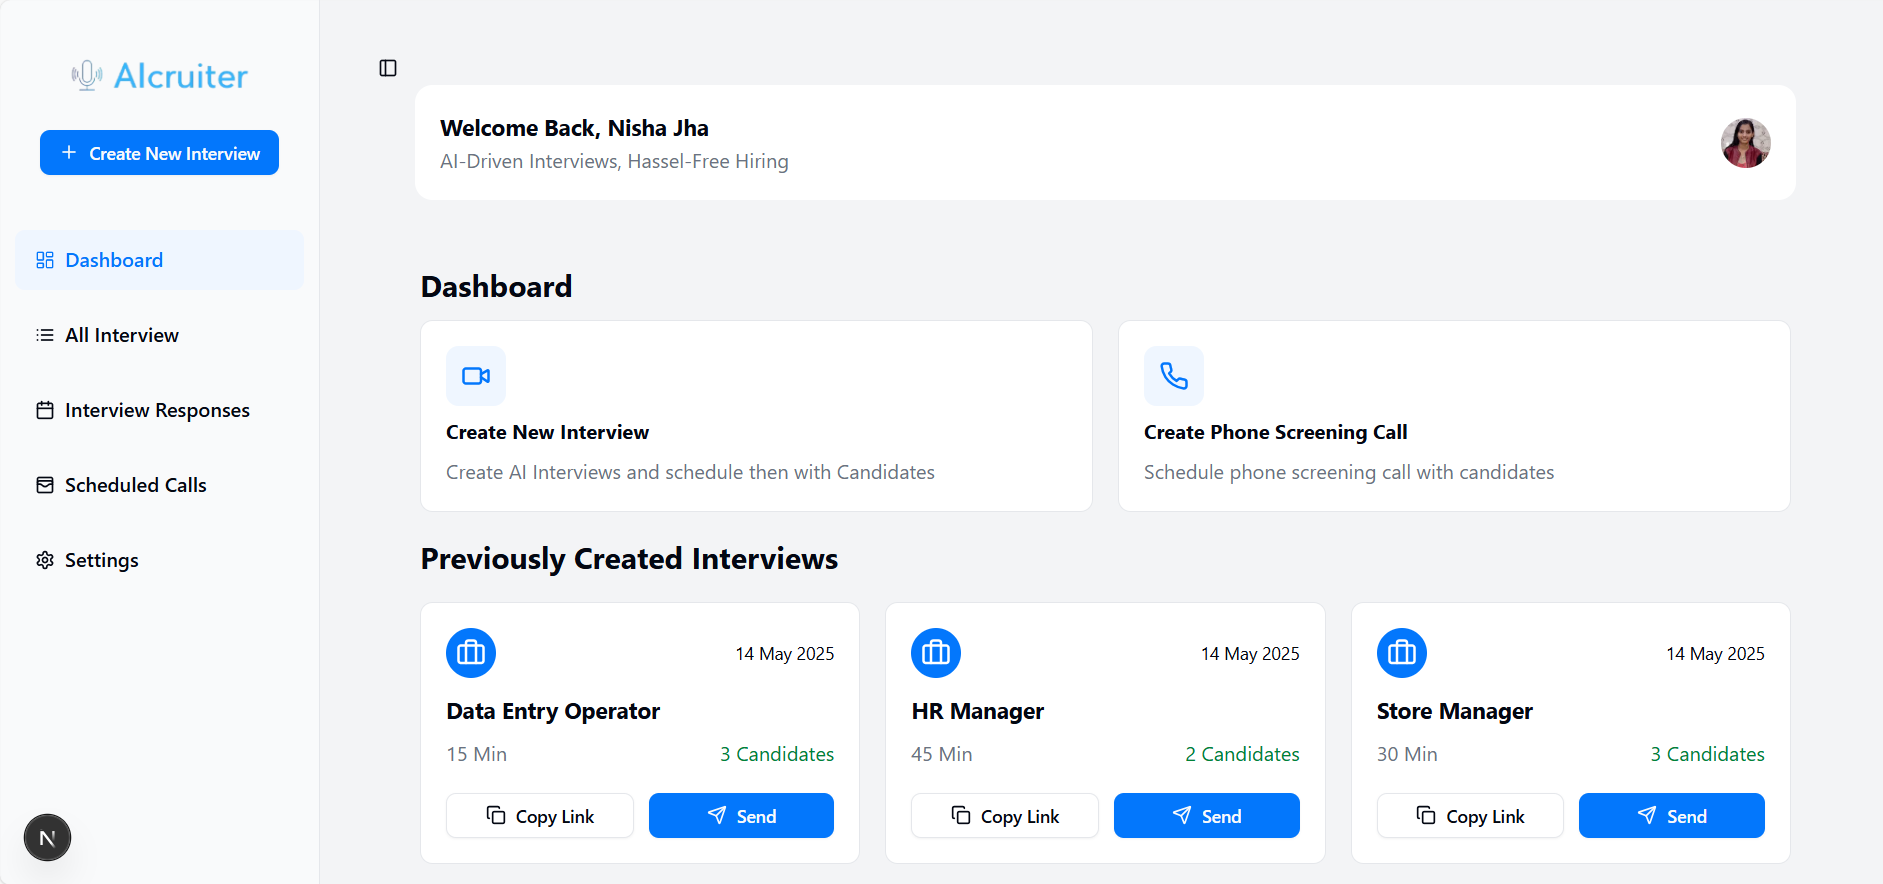 AIcruiter
Create New Interview
Dashboard
All Interview
Interview Responses
Scheduled Calls
Settings
N
Welcome Back, Nisha Jha
AI-Driven Interviews, Hassel-Free Hiring
Dashboard
Create New Interview
Create AI Interviews and schedule then with Candidates
Create Phone Screening Call
Schedule phone screening call with candidates
Previously Created Interviews
14 May 2025
Data Entry Operator
15 Min 3 Candidates
Copy Link Send
14 May 2025
HR Manager
45 Min 2 Candidates
Copy Link Send
14 May 2025
Store Manager
30 Min 3 Candidates
Copy Link Send